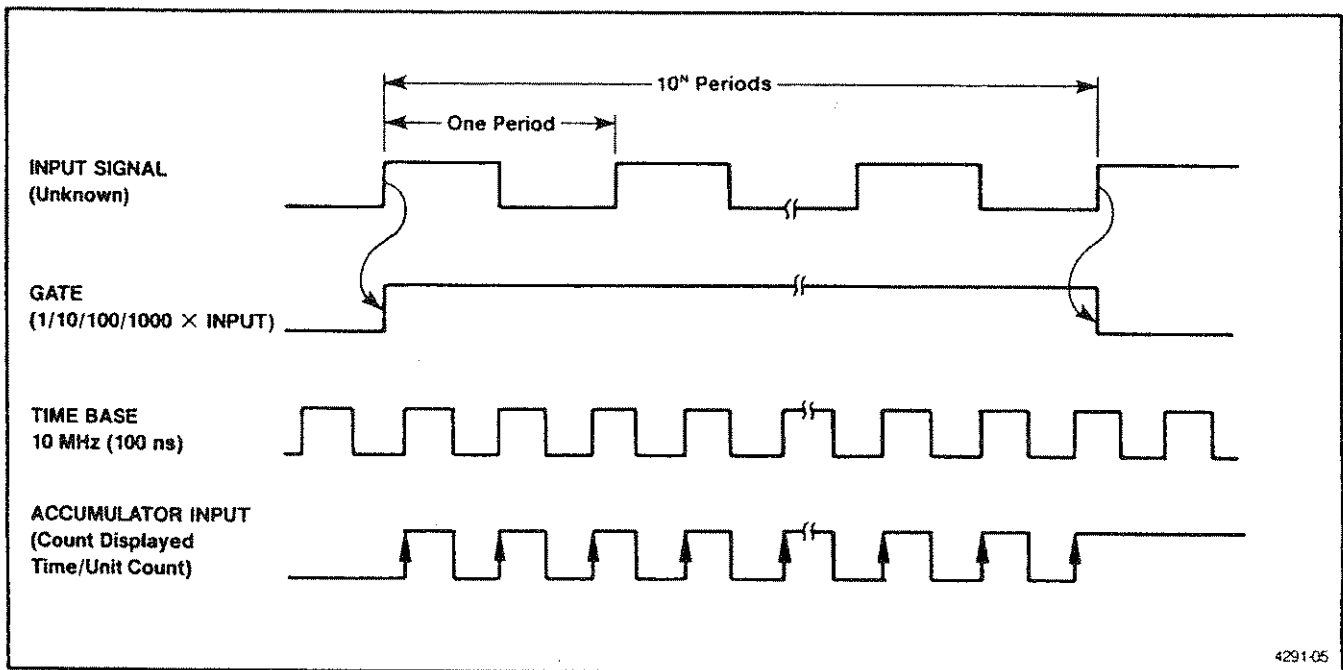 10ᴺ Periods
One Period
INPUT SIGNAL
(Unknown)
GATE
(1/10/100/1000 × INPUT)
TIME BASE
10 MHz (100 ns)
ACCUMULATOR INPUT
(Count Displayed
Time/Unit Count)
4291-05